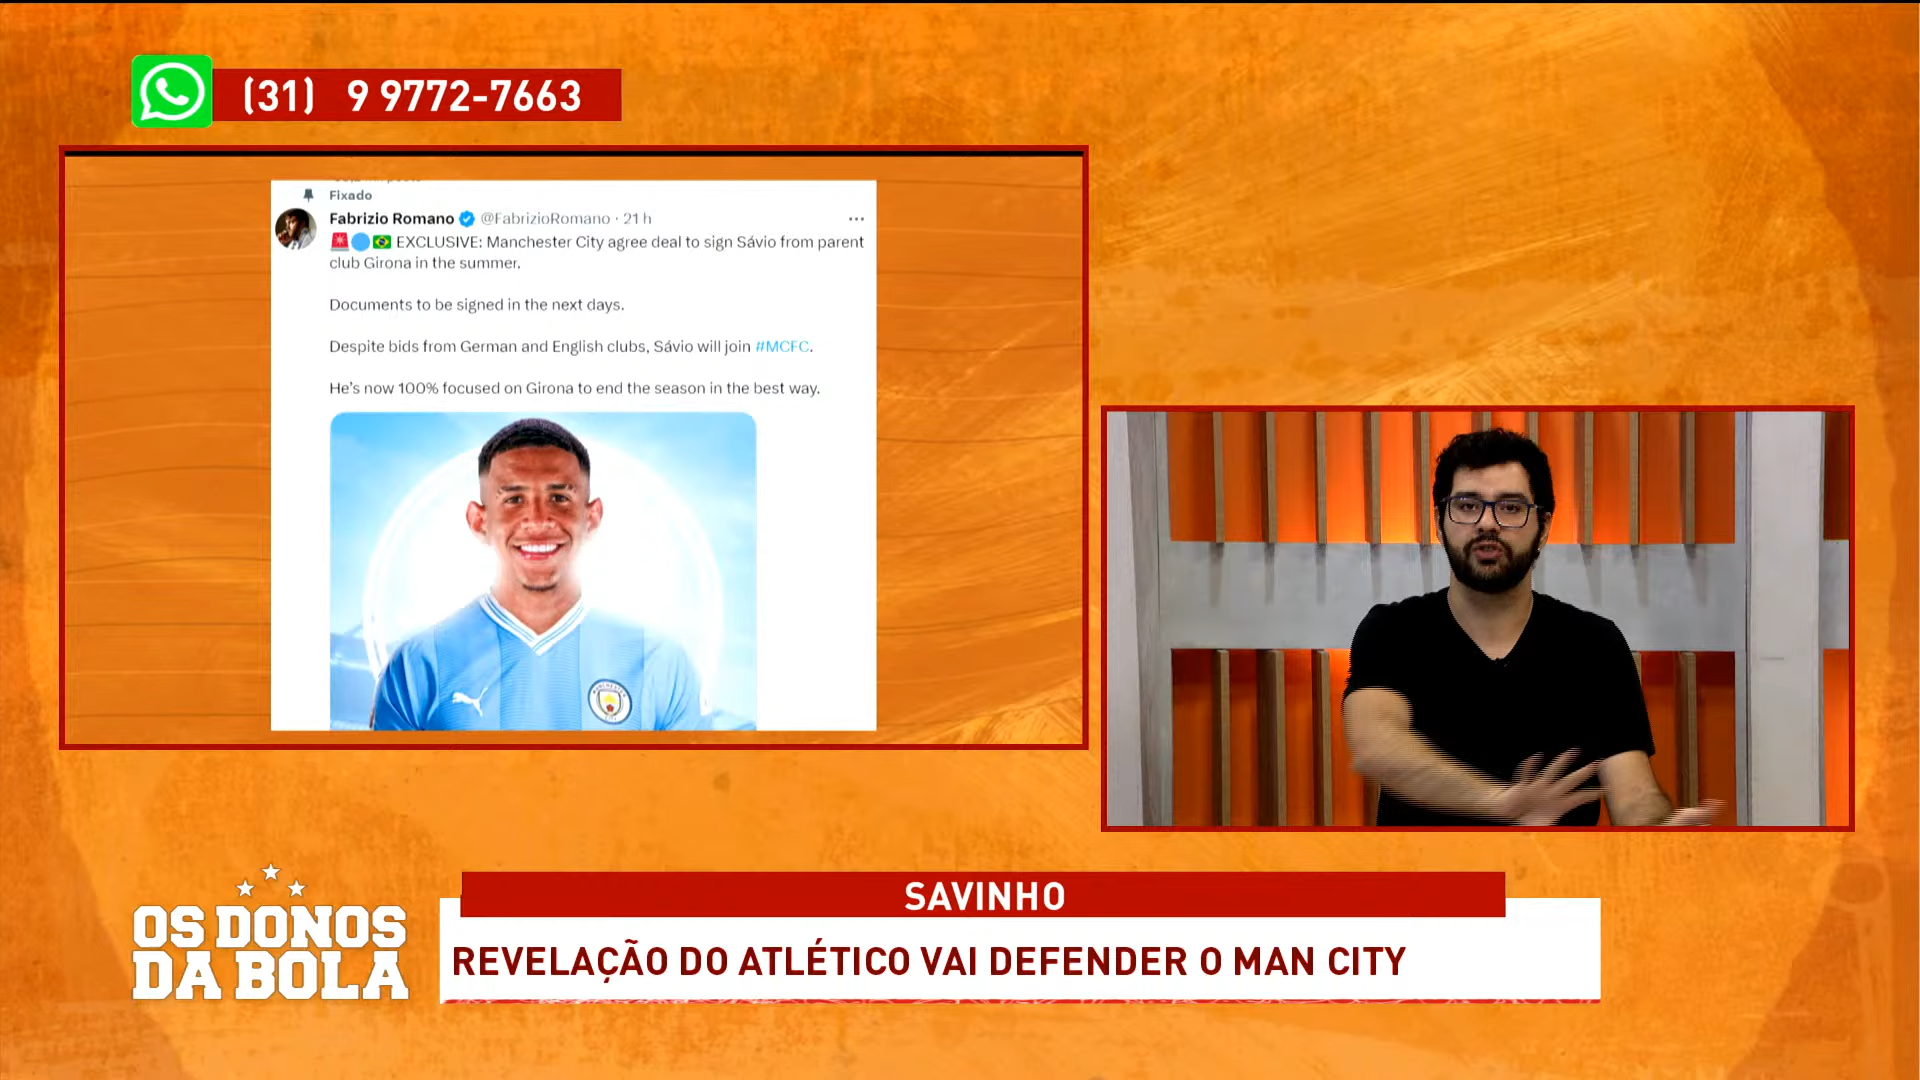 (31) 9 9772-7663
Fixado
Fabrizio Romano @FabrizioRomano · 21 h
EXCLUSIVE: Manchester City agree deal to sign Sávio from parent
club Girona in the summer.
Documents to be signed in the next days.
Despite bids from German and English clubs, Sávio will join #MCFC.
He's now 100% focused on Girona to end the season in the best way.
MANCHESTER
CITY
SAVINHO
REVELAÇÃO DO ATLÉTICO VAI DEFENDER O MAN CITY
OS DONOS
DA BOLA